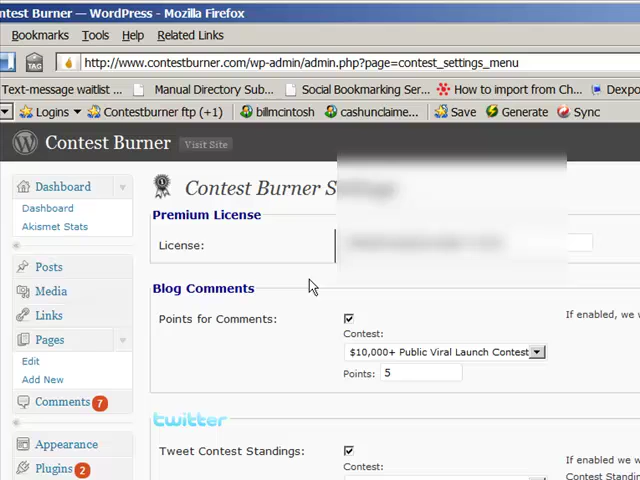 ntest Burner — WordPress - Mozilla Firefox
Bookmarks Tools Help Related Links
TAG http://www.contestburner.com/wp-admin/admin.php?page=contest_settings_menu
Text-message waitlist ... Manual Directory Sub... Social Bookmarking Serv... How to import from Ch... Dexpo
Logins Contestburner ftp (+1) billmcintosh cashunclaime... Save Generate Sync
Contest Burner Visit Site
Dashboard
Dashboard
Akismet Stats
Posts
Media
Links
Pages
Edit
Add New
Comments 7
Appearance
Plugins 2
Contest Burner S
Premium License
License:
Blog Comments
Points for Comments:
If enabled, we w
Contest:
$10,000+ Public Viral Launch Contest
Points: 5
twitter
Tweet Contest Standings:
If enabled we w
Contest:
Contest Stan